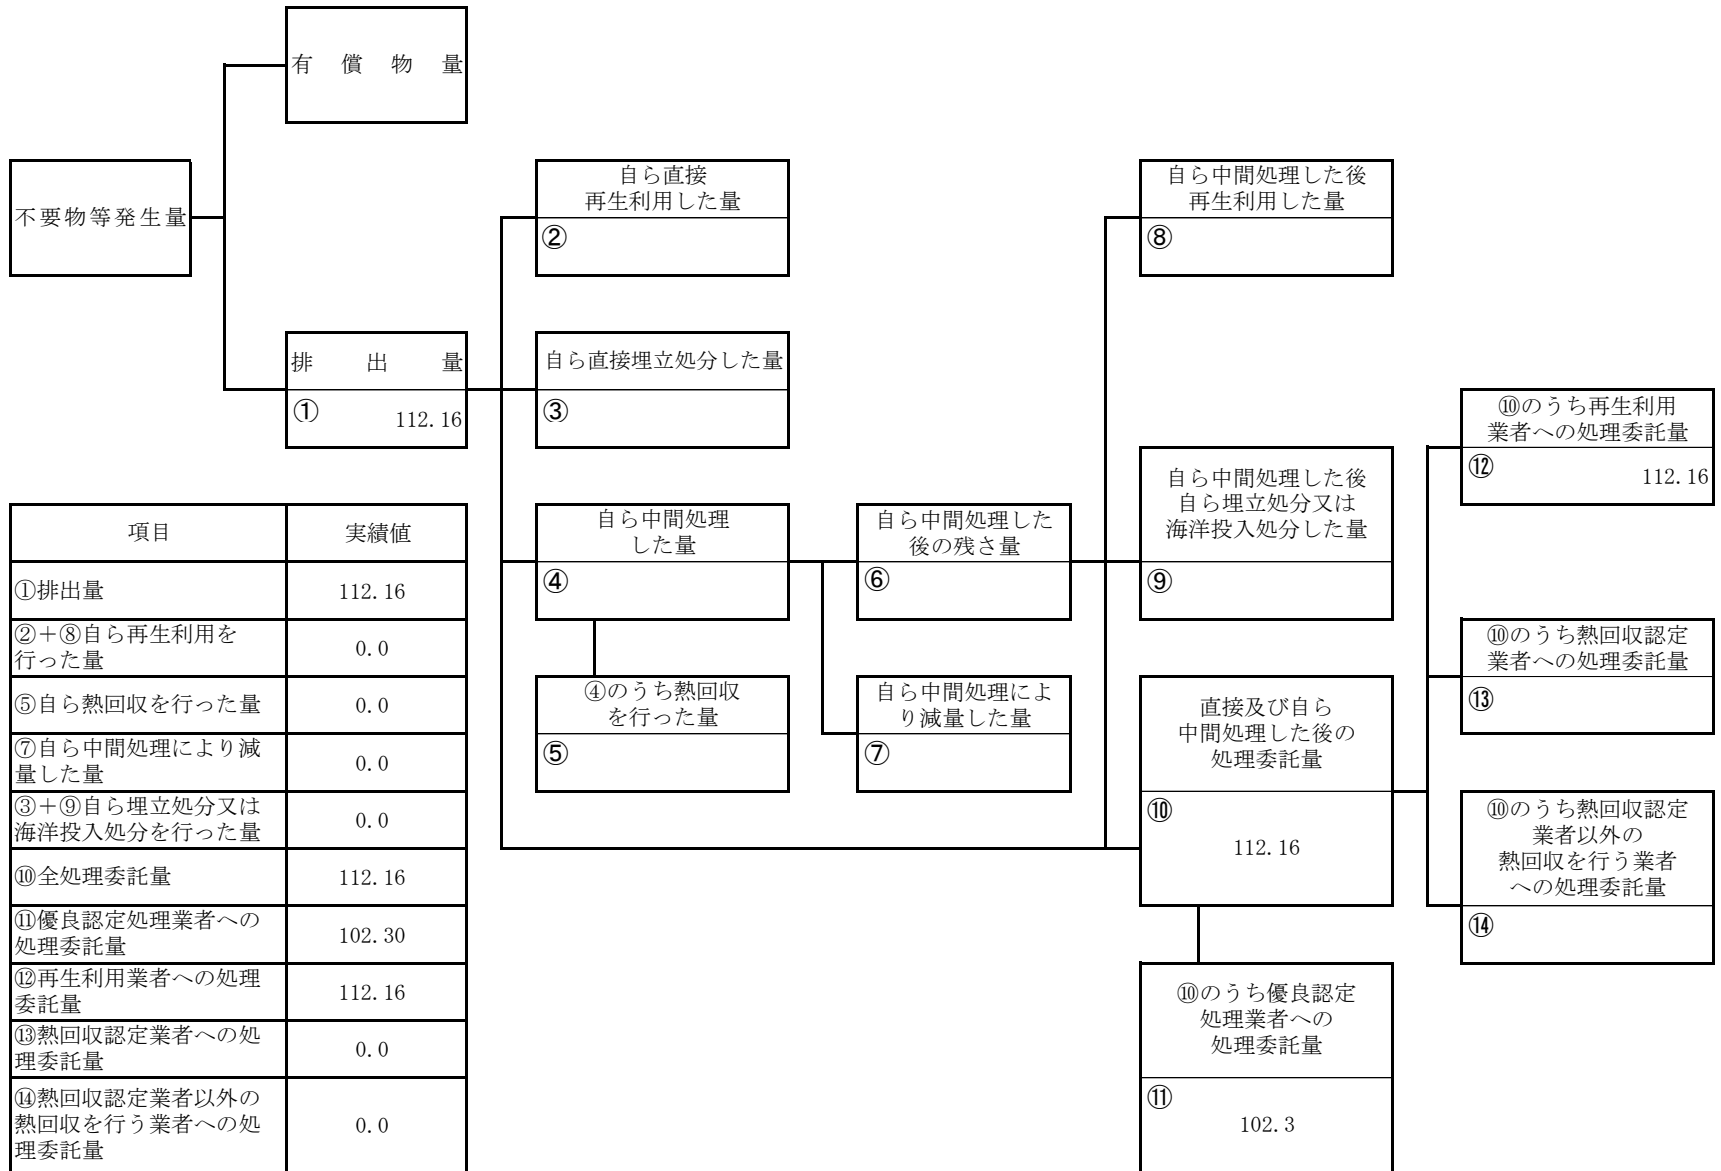 有償物量
不要物等発生量
排出量
① 112.16
自ら直接
再生利用した量
②
自ら直接埋立処分した量
③
自ら中間処理
した量
④
④のうち熱回収
を行った量
⑤
自ら中間処理した
後の残さ量
⑥
自ら中間処理によ
り減量した量
⑦
自ら中間処理した後
再生利用した量
⑧
自ら中間処理した後
自ら埋立処分又は
海洋投入処分した量
⑨
直接及び自ら
中間処理した後の
処理委託量
⑩
112.16
⑩のうち優良認定
処理業者への
処理委託量
⑪
102.3
⑩のうち再生利用
業者への処理委託量
⑫ 112.16
⑩のうち熱回収認定
業者への処理委託量
⑬
⑩のうち熱回収認定
業者以外の
熱回収を行う業者
への処理委託量
⑭
項目 実績値
①排出量 112.16
②＋⑧自ら再生利用を
行った量 0.0
⑤自ら熱回収を行った量 0.0
⑦自ら中間処理により減
量した量 0.0
③＋⑨自ら埋立処分又は
海洋投入処分を行った量 0.0
⑩全処理委託量 112.16
⑪優良認定処理業者への
処理委託量 102.30
⑫再生利用業者への処理
委託量 112.16
⑬熱回収認定業者への処
理委託量 0.0
⑭熱回収認定業者以外の
熱回収を行う業者への処
理委託量 0.0